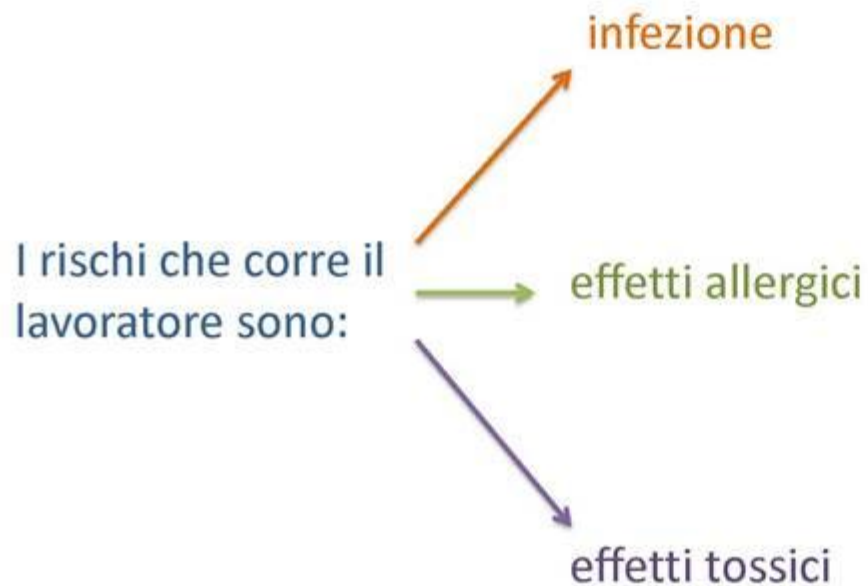 infezione
I rischi che corre il
lavoratore sono:
effetti allergici
effetti tossici